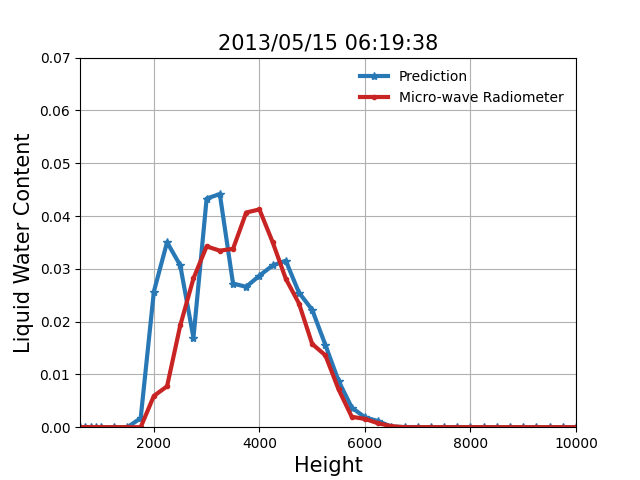 2013/05/15 06:19:38
0.07
0.06
0.05
0.04
0.03
0.02
0.01
0.00
Liquid Water Content
Prediction
Micro-wave Radiometer
2000 4000 6000 8000 10000
Height